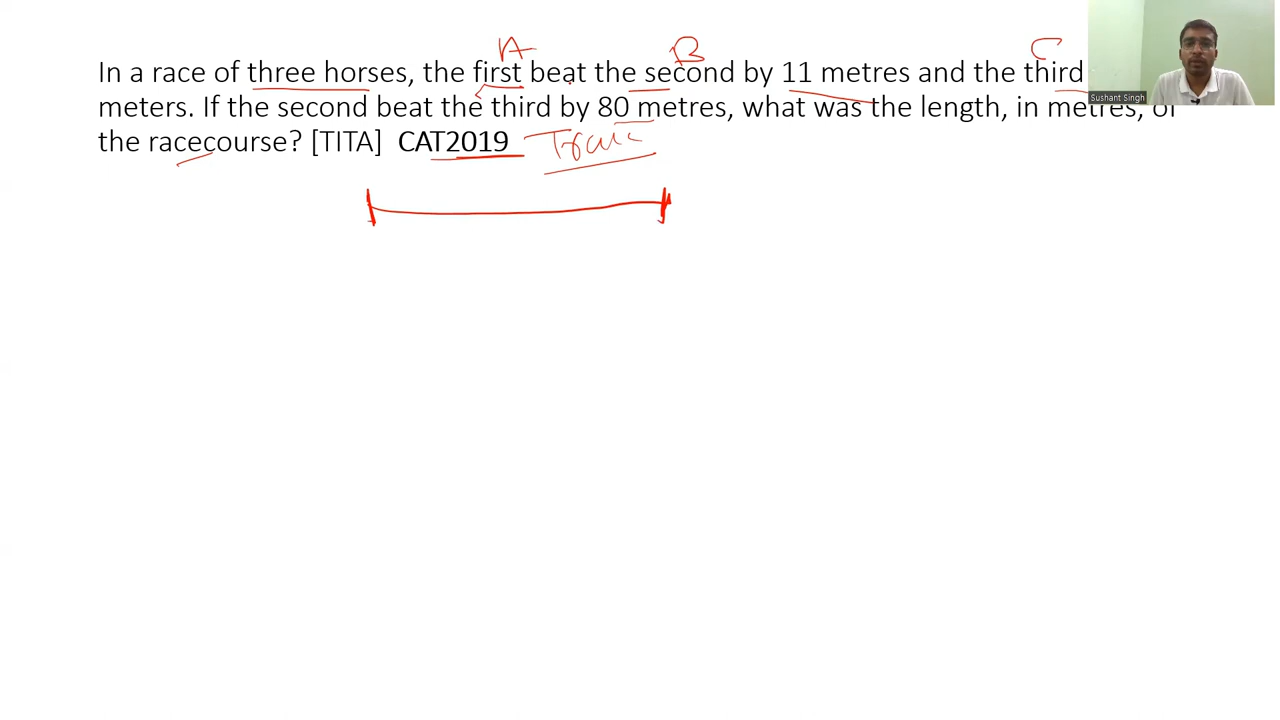 A B C
In a race of three horses, the first beat the second by 11 metres and the third
meters. If the second beat the third by 80 metres, what was the length, in metres, of
the racecourse? [TITA] CAT2019
Sushant Singh